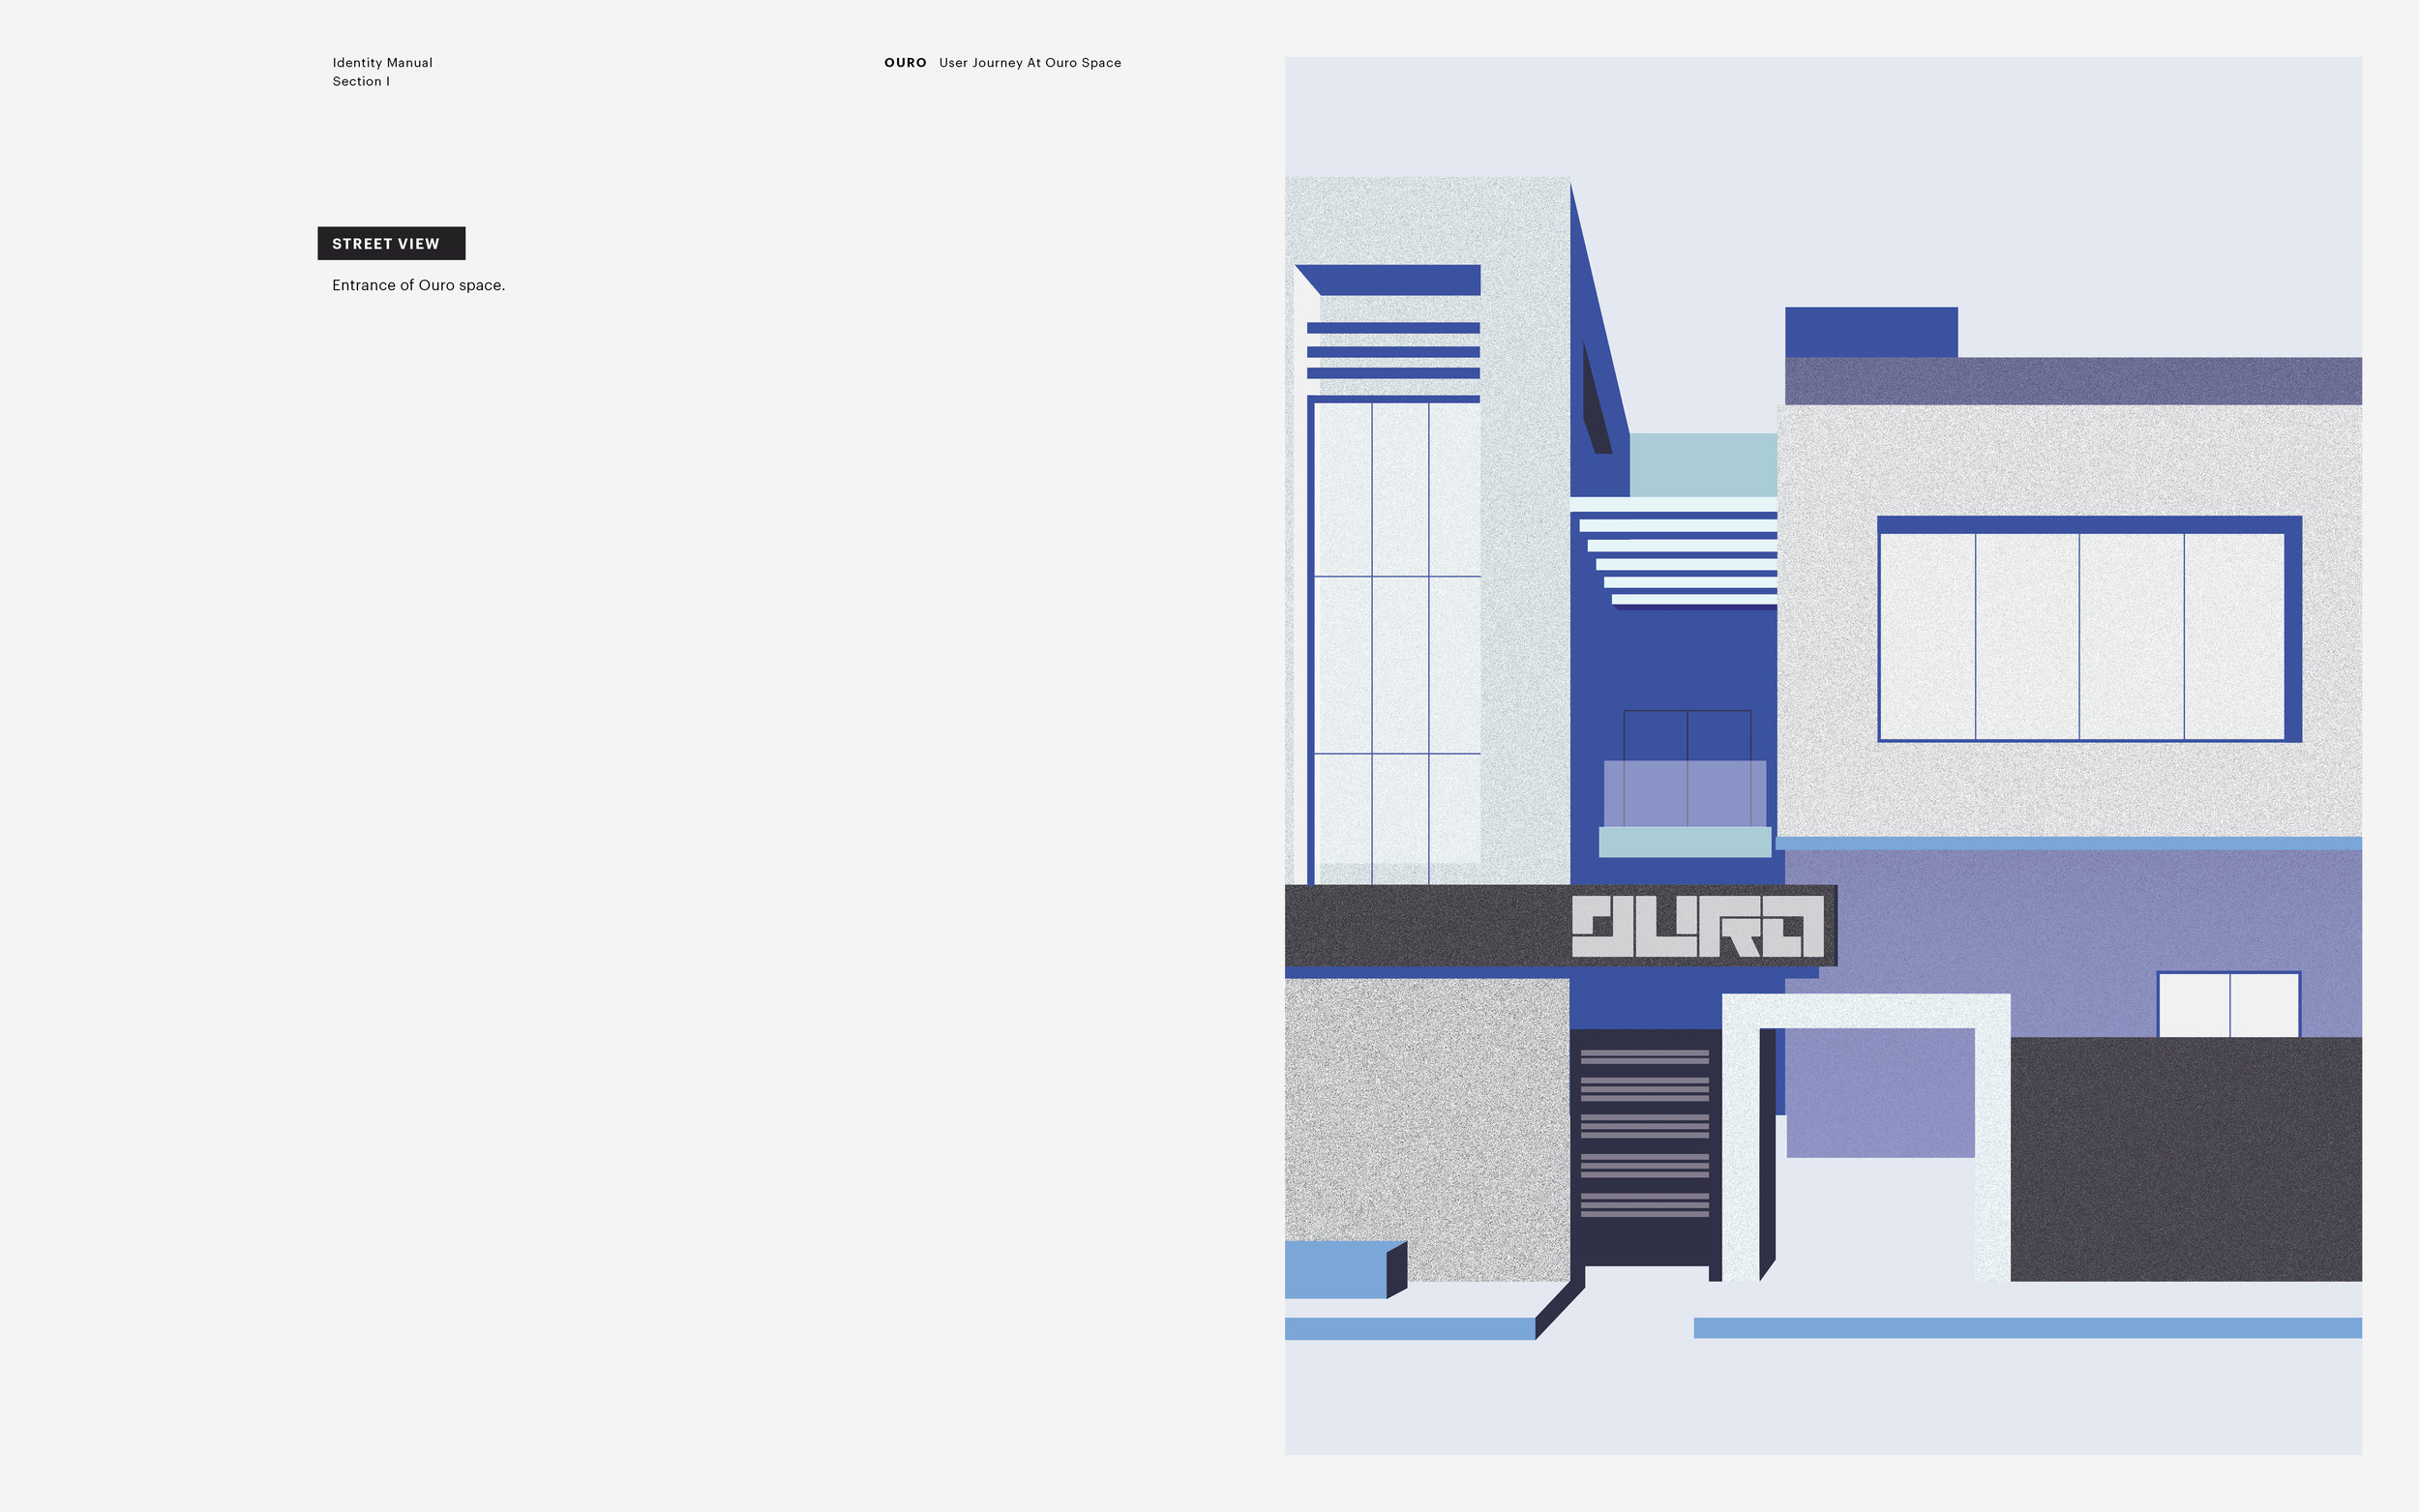 Identity Manual
Section I
OURO User Journey At Ouro Space
STREET VIEW
Entrance of Ouro space.
OURO